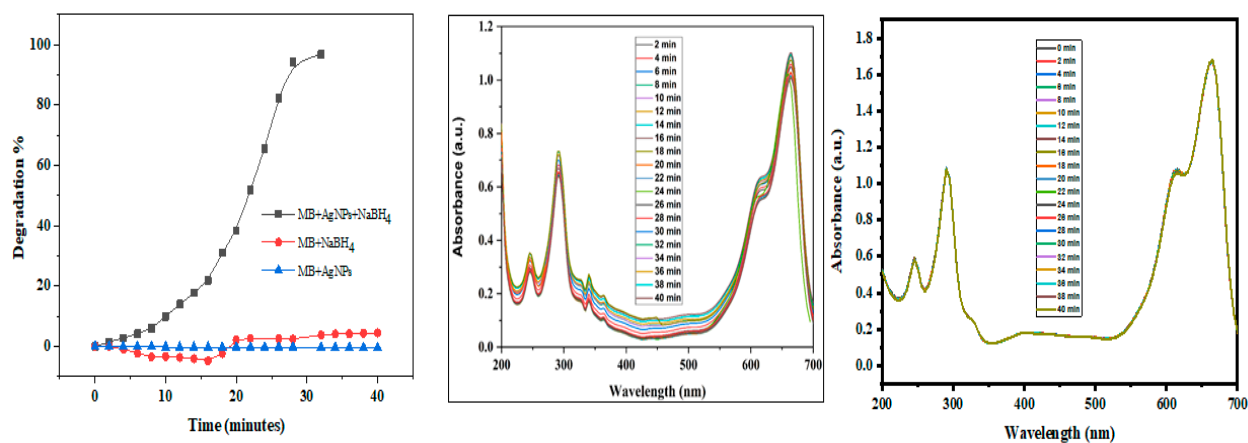 100
80
60
40
20
0
Degradation %
MB+AgNPs+NaBH4
MB+NaBH4
MB+AgNPs
0 10 20 30 40
Time (minutes)
1.2
1.0
0.8
0.6
0.4
0.2
0.0
Absorbance (a.u.)
2 min
4 min
6 min
8 min
10 min
12 min
14 min
16 min
18 min
20 min
22 min
24 min
26 min
28 min
30 min
32 min
34 min
36 min
38 min
40 min
200 300 400 500 600 700
Wavelength (nm)
1.8
1.6
1.4
1.2
1.0
0.8
0.6
0.4
0.2
0.0
Absorbance (a.u.)
0 min
2 min
4 min
6 min
8 min
10 min
12 min
14 min
16 min
18 min
20 min
22 min
24 min
26 min
28 min
30 min
32 min
34 min
36 min
38 min
40 min
200 300 400 500 600 700
Wavelength (nm)